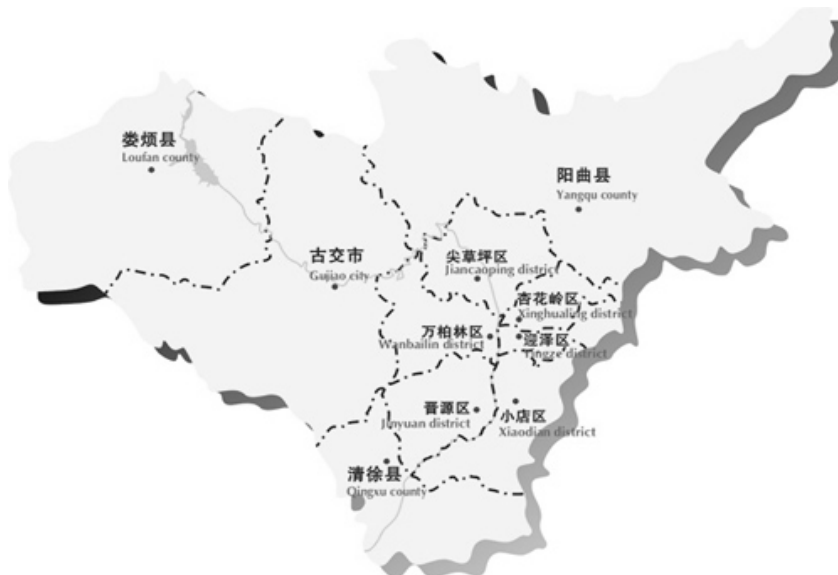 娄烦县
Loufan county
阳曲县
Yangqu county
古交市
Gujiao city
尖草坪区
Jiancaoping district
杏花岭区
Xinghualing district
万柏林区
Wanbailin district
迎泽区
Yingze district
晋源区
Jinyuan district
小店区
Xiaodian district
清徐县
Qingxu county